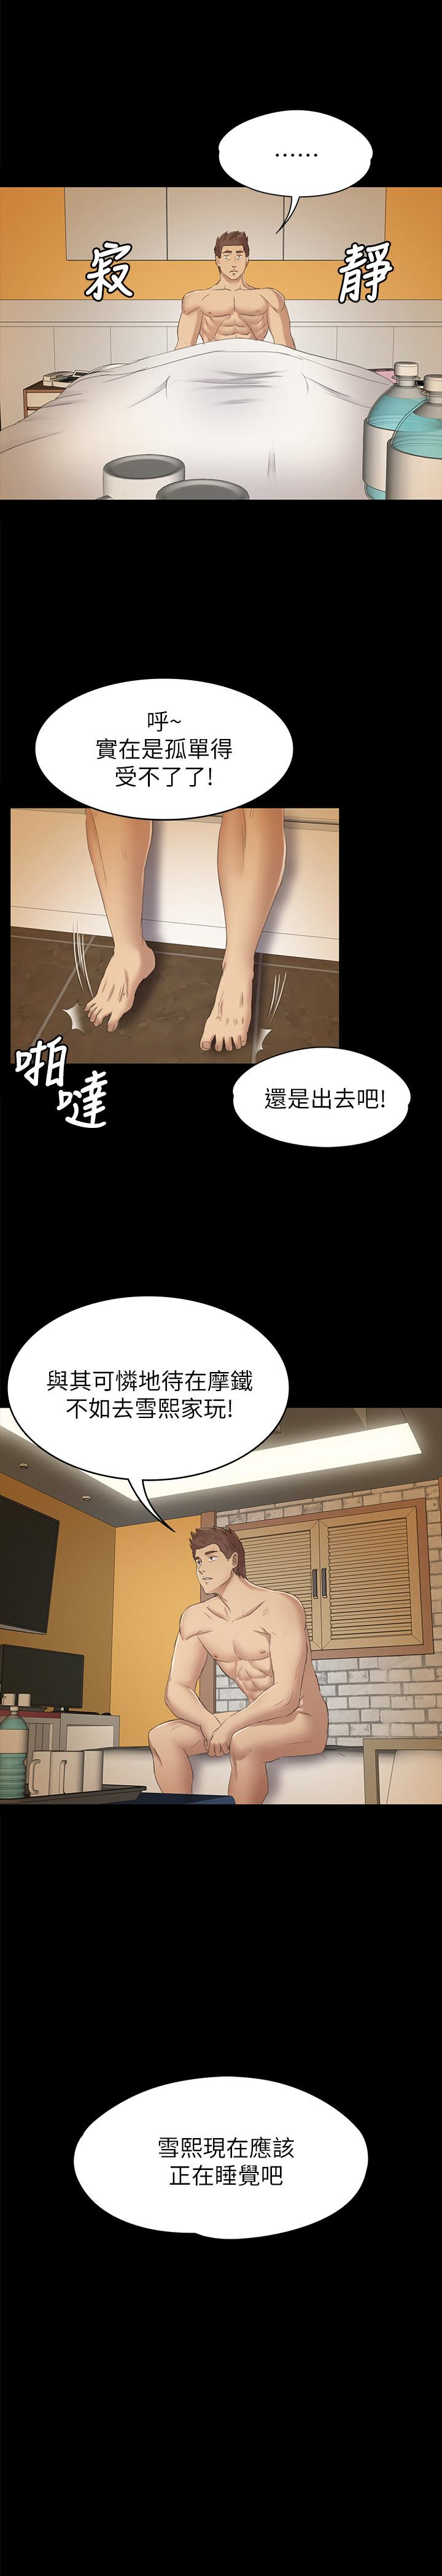 ……
寂
靜
呼~
實在是孤單得
受不了了!
啪
噠
還是出去吧!
與其可憐地待在摩鐵
不如去雪熙家玩!
雪熙現在應該
正在睡覺吧